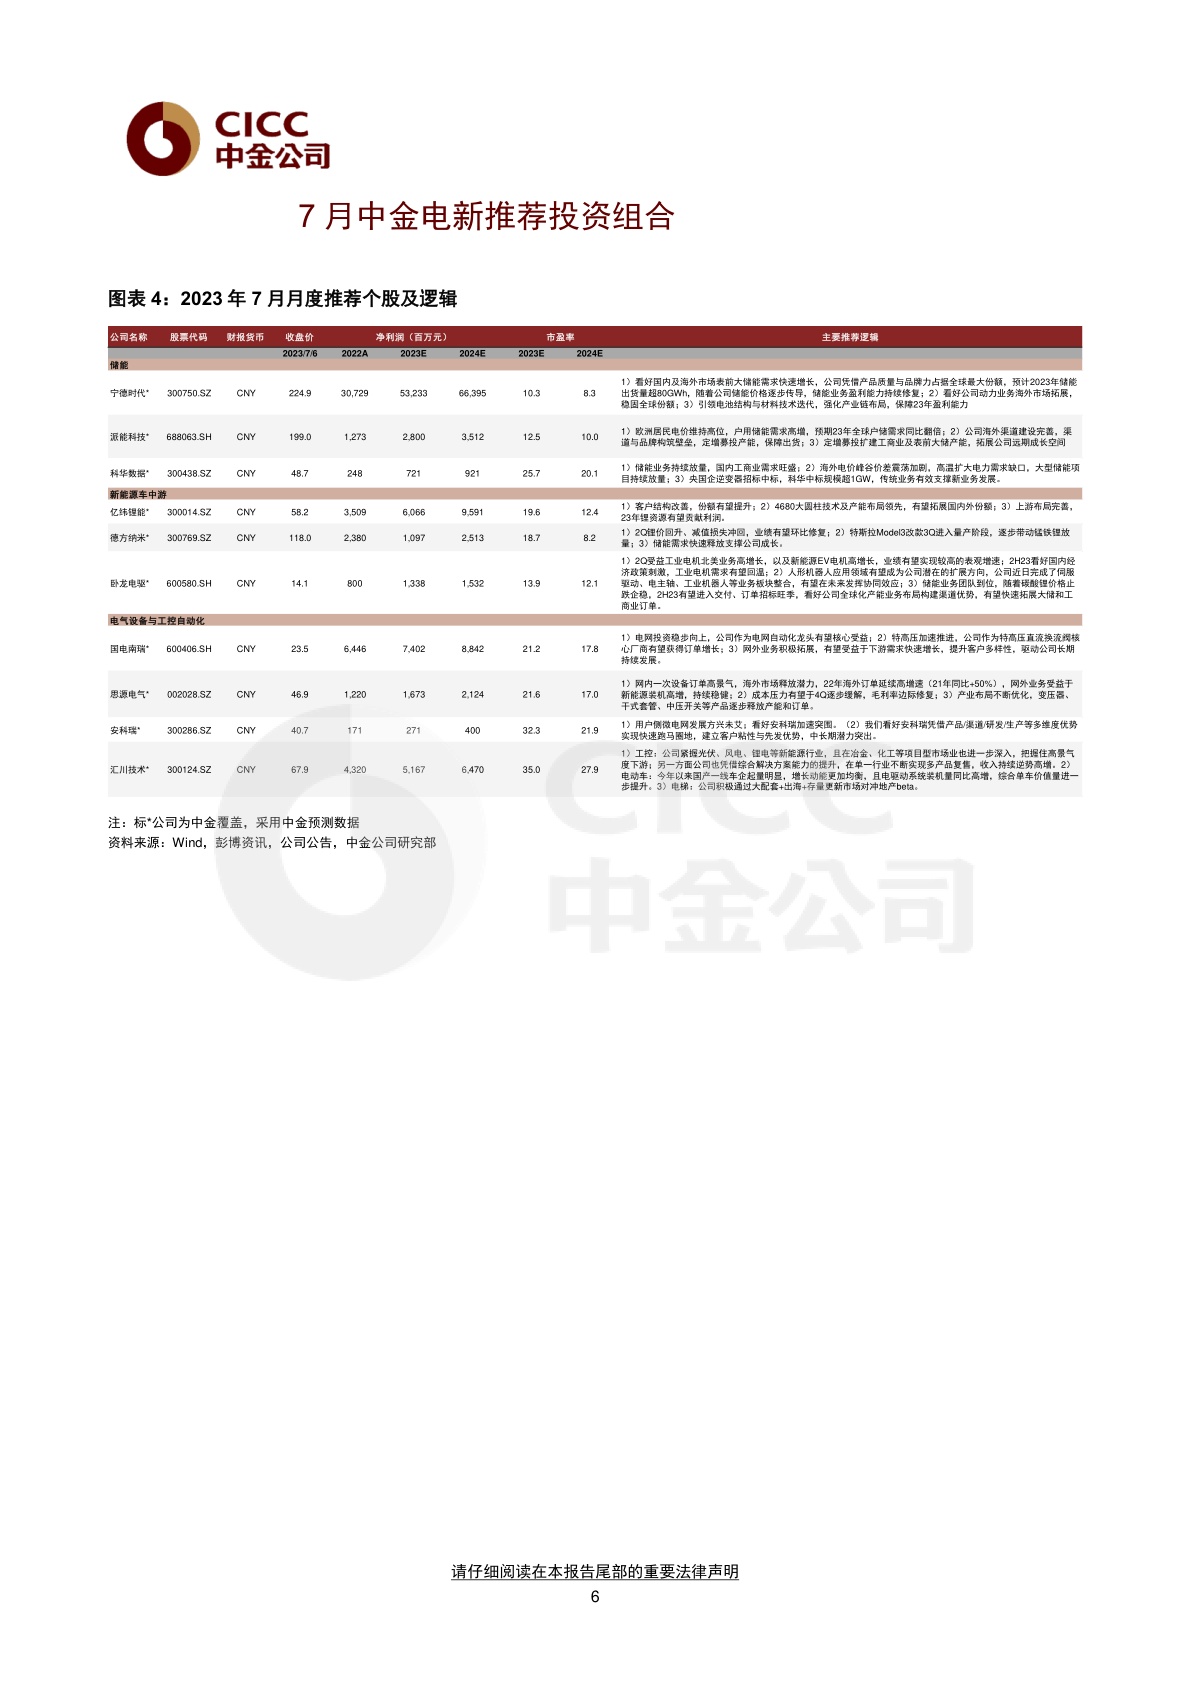 CICC
中金公司
7 月中金电新推荐投资组合
图表 4：2023 年 7 月月度推荐个股及逻辑
公司名称 股票代码 财报货币 收盘价 净利润（百万元） 市盈率 主要推荐逻辑
2023/7/6 2022A 2023E 2024E 2023E 2024E
储能
宁德时代* 300750.SZ CNY 224.9 30,729 53,233 66,395 10.3 8.3
1）看好国内及海外市场表前大储能需求快速增长，公司凭借产品质量与品牌力占据全球最大份额，预计2023年储能
出货量超80GWh，随着公司储能价格逐步传导，储能业务盈利能力持续修复；2）看好公司动力业务海外市场拓展，
稳固全球份额；3）引领电池结构与材料技术迭代，强化产业链布局，保障23年盈利能力
派能科技* 688063.SH CNY 199.0 1,273 2,800 3,512 12.5 10.0
1）欧洲居民电价维持高位，户用储能需求高增，预期23年全球户储需求同比翻倍；2）公司海外渠道建设完善，渠
道与品牌构筑壁垒，定增募投产能，保障出货；3）定增募投扩建工商业及表前大储产能，拓展公司远期成长空间
科华数据* 300438.SZ CNY 48.7 248 721 921 25.7 20.1
1）储能业务持续放量，国内工商业需求旺盛；2）海外电价峰谷价差震荡加剧，高温扩大电力需求缺口，大型储能项
目持续放量；3）央国企逆变器招标中标，科华中标规模超1GW，传统业务有效支撑新业务发展。
新能源车中游
亿纬锂能* 300014.SZ CNY 58.2 3,509 6,066 9,591 19.6 12.4
1）客户结构改善，份额有望提升；2）4680大圆柱技术及产能布局领先，有望拓展国内外份额；3）上游布局完善，
23年锂资源有望贡献利润。
德方纳米* 300769.SZ CNY 118.0 2,380 1,097 2,513 18.7 8.2
1）2Q锂价回升、减值损失冲回，业绩有望环比修复；2）特斯拉Model3改款3Q进入量产阶段，逐步带动锰铁锂放
量；3）储能需求快速释放支撑公司成长。
卧龙电驱* 600580.SH CNY 14.1 800 1,338 1,532 13.9 12.1
1）2Q受益工业电机北美业务高增长，以及新能源EV电机高增长，业绩有望实现较高的表观增速；2H23看好国内经
济政策刺激，工业电机需求有望回温；2）人形机器人应用领域有望成为公司潜在的扩展方向，公司近日完成了伺服
驱动、电主轴、工业机器人等业务板块整合，有望在未来发挥协同效应；3）储能业务团队到位，随着碳酸锂价格止
跌企稳，2H23有望进入交付、订单招标旺季，看好公司全球化产能业务布局构建渠道优势，有望快速拓展大储和工
商业订单。
电气设备与工控自动化
国电南瑞* 600406.SH CNY 23.5 6,446 7,402 8,842 21.2 17.8
1）电网投资稳步向上，公司作为电网自动化龙头有望核心受益；2）特高压加速推进，公司作为特高压直流换流阀核
心厂商有望获得订单增长；3）网外业务积极拓展，有望受益于下游需求快速增长，提升客户多样性，驱动公司长期
持续发展。
思源电气* 002028.SZ CNY 46.9 1,220 1,673 2,124 21.6 17.0
1）网内一次设备订单高景气，海外市场释放潜力，22年海外订单延续高增速（21年同比+50%），网外业务受益于
新能源装机高增，持续稳健；2）成本压力有望于4Q逐步缓解，毛利率边际修复；3）产业布局不断优化，变压器、
干式套管、中压开关等产品逐步释放产能和订单。
安科瑞* 300286.SZ CNY 40.7 171 271 400 32.3 21.9
1）用户侧微电网发展方兴未艾；看好安科瑞加速突围。（2）我们看好安科瑞凭借产品/渠道/研发/生产等多维度优势
实现快速跑马圈地，建立客户粘性与先发优势，中长期潜力突出。
汇川技术* 300124.SZ CNY 67.9 4,320 5,167 6,470 35.0 27.9
1）工控：公司紧握光伏、风电、锂电等新能源行业，且在冶金、化工等项目型市场业也进一步深入，把握住高景气
度下游；另一方面公司也凭借综合解决方案能力的提升，在单一行业不断实现多产品复售，收入持续逆势高增。2）
电动车：今年以来国产一线车企起量明显，增长动能更加均衡，且电驱动系统装机量同比高增，综合单车价值量进一
步提升。3）电梯：公司积极通过大配套+出海+存量更新市场对冲地产beta。
注：标*公司为中金覆盖，采用中金预测数据
资料来源：Wind，彭博资讯，公司公告，中金公司研究部
CICC
中金公司
请仔细阅读在本报告尾部的重要法律声明
6